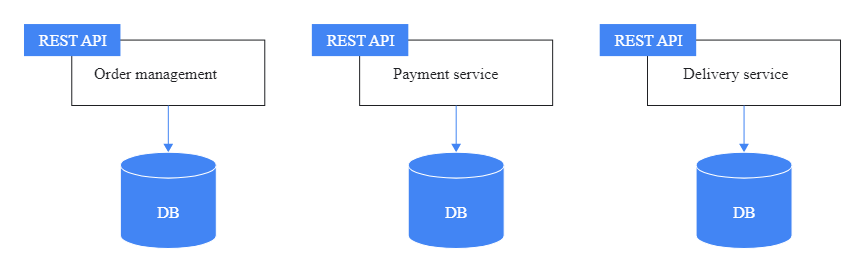 REST API
REST API
REST API
Order management
Payment service
Delivery service
DB
DB
DB